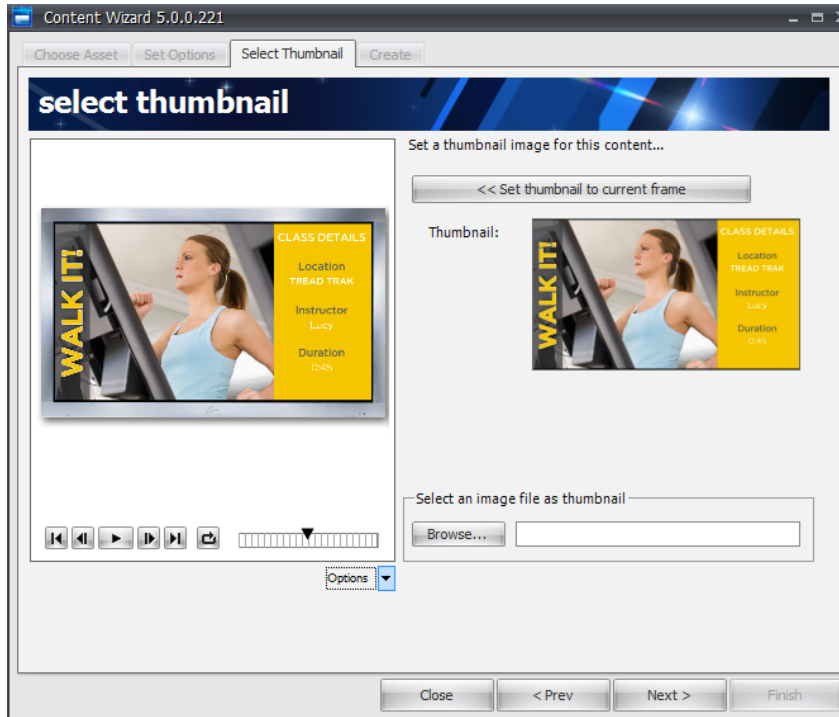 Content Wizard 5.0.0.221
Choose Asset
Set Options
Select Thumbnail
Create
select thumbnail
Set a thumbnail image for this content...
<< Set thumbnail to current frame
Thumbnail:
WALK IT!
CLASS DETAILS
Location
TREAD TRAK
Instructor
Lucy
Duration
0:45
WALK IT!
CLASS DETAILS
Location
TREAD TRAK
Instructor
Lucy
Duration
0:45
Select an image file as thumbnail
Browse...
Options
Close
< Prev
Next >
Finish